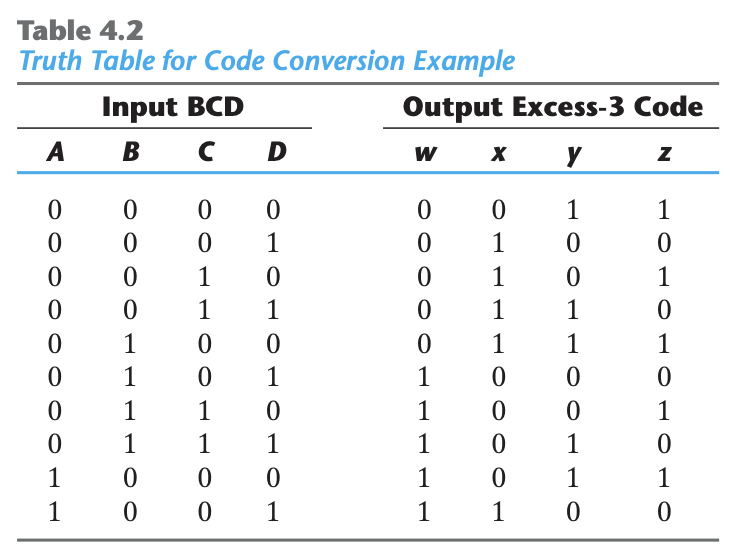 Table 4.2
Truth Table for Code Conversion Example
Input BCD Output Excess-3 Code
A B C D w x y z
0 0 0 0 0 0 1 1
0 0 0 1 0 1 0 0
0 0 1 0 0 1 0 1
0 0 1 1 0 1 1 0
0 1 0 0 0 1 1 1
0 1 0 1 1 0 0 0
0 1 1 0 1 0 0 1
0 1 1 1 1 0 1 0
1 0 0 0 1 0 1 1
1 0 0 1 1 1 0 0